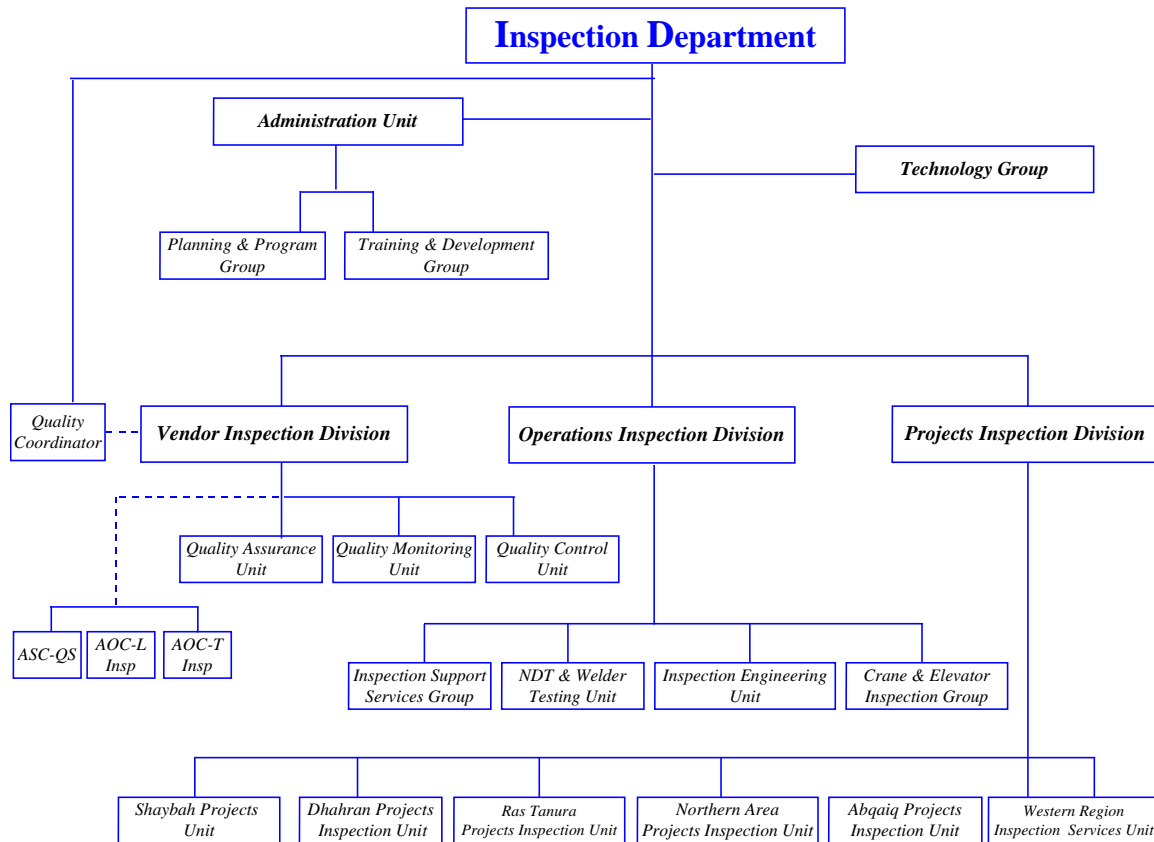 Inspection Department
Administration Unit
Technology Group
Planning & Program
Group
Training & Development
Group
Quality
Coordinator
Vendor Inspection Division
Operations Inspection Division
Projects Inspection Division
Quality Assurance
Unit
Quality Monitoring
Unit
Quality Control
Unit
ASC-QS
AOC-L
Insp
AOC-T
Insp
Inspection Support
Services Group
NDT & Welder
Testing Unit
Inspection Engineering
Unit
Crane & Elevator
Inspection Group
Shaybah Projects
Unit
Dhahran Projects
Inspection Unit
Ras Tanura
Projects Inspection Unit
Northern Area
Projects Inspection Unit
Abqaiq Projects
Inspection Unit
Western Region
Inspection Services Unit